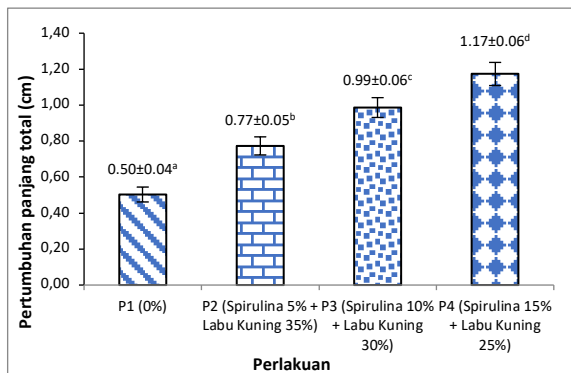 Pertumbuhan panjang total (cm)
1,40
1,20
1,00
0,80
0,60
0,40
0,20
0,00
0.50±0.04ᵃ
0.77±0.05ᵇ
0.99±0.06ᶜ
1.17±0.06ᵈ
P1 (0%)
P2 (Spirulina 5% +
Labu Kuning 35%)
P3 (Spirulina 10%
+ Labu Kuning
30%)
P4 (Spirulina 15%
+ Labu Kuning
25%)
Perlakuan